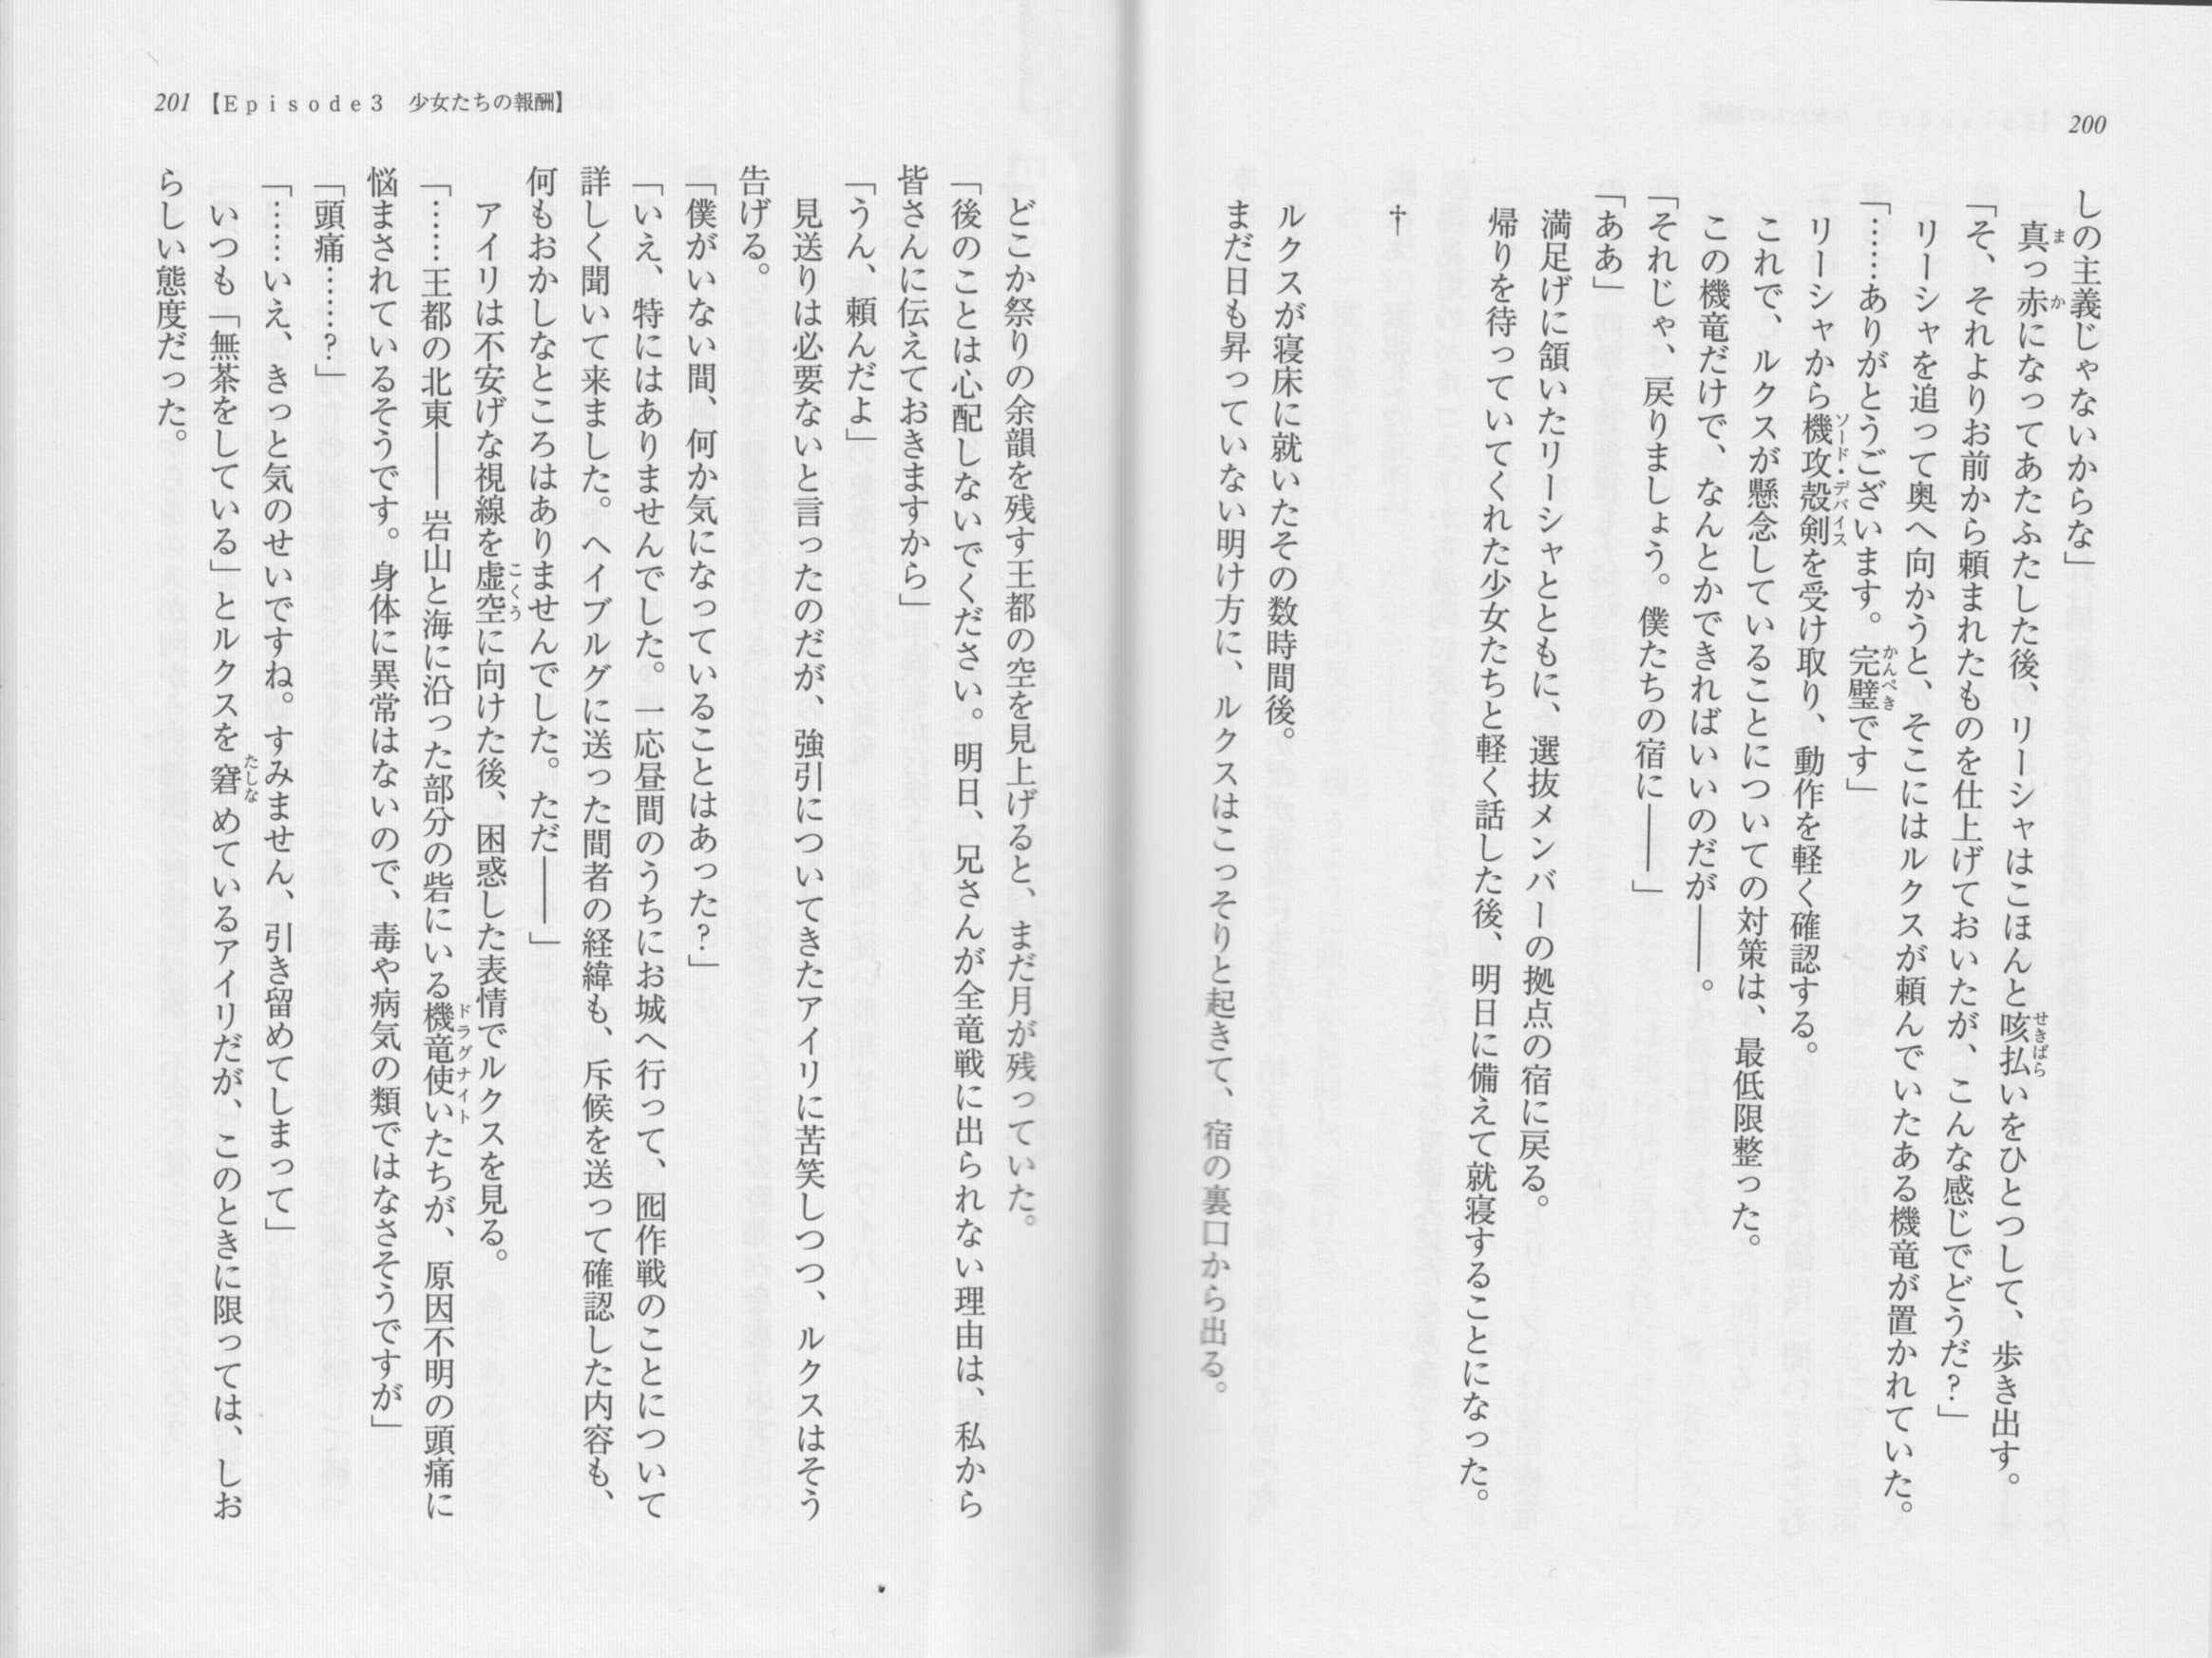 200
しの主義じゃないからな」
真っ赤になってあたふたした後、リーシャはこほんと咳払いをひとつして、歩き出す。
「そ、それよりお前から頼まれたものを仕上げておいたが、こんな感じでどうだ?」
リーシャを追って奥へ向かうと、そこにはルクスが頼んでいたある機竜が置かれていた。
「……ありがとうございます。完璧です」
リーシャから機攻殻剣を受け取り、動作を軽く確認する。
これで、ルクスが懸念していることについての対策は、最低限整った。
この機竜だけで、なんとかできればいいのだが――。
「それじゃ、戻りましょう。僕たちの宿に――」
「ああ」
満足げに頷いたリーシャとともに、選抜メンバーの拠点の宿に戻る。
帰りを待っていてくれた少女たちと軽く話した後、明日に備えて就寝することになった。
†
ルクスが寝床に就いたその数時間後。
まだ日も昇っていない明け方に、ルクスはこっそりと起きて、宿の裏口から出る。
201 【Episode3 少女たちの報酬】
どこか祭りの余韻を残す王都の空を見上げると、まだ月が残っていた。
「後のことは心配しないでください。明日、兄さんが全竜戦に出られない理由は、私から
皆さんに伝えておきますから」
「うん、頼んだよ」
見送りは必要ないと言ったのだが、強引についてきたアイリに苦笑しつつ、ルクスはそう
告げる。
「僕がいない間、何か気になっていることはあった?」
「いえ、特にはありませんでした。一応昼間のうちにお城へ行って、囮作戦のことについて
詳しく聞いて来ました。ヘイブルグに送った間者の経緯も、斥候を送って確認した内容も、
何もおかしなところはありませんでした。ただ――」
アイリは不安げな視線を虚空に向けた後、困惑した表情でルクスを見る。
「……王都の北東――岩山と海に沿った部分の砦にいる機竜使いたちが、原因不明の頭痛に
悩まされているそうです。身体に異常はないので、毒や病気の類ではなさそうですが」
「頭痛……?」
「……いえ、きっと気のせいですね。すみません、引き留めてしまって」
いつも「無茶をしている」とルクスを窘めているアイリだが、このときに限っては、しお
らしい態度だった。